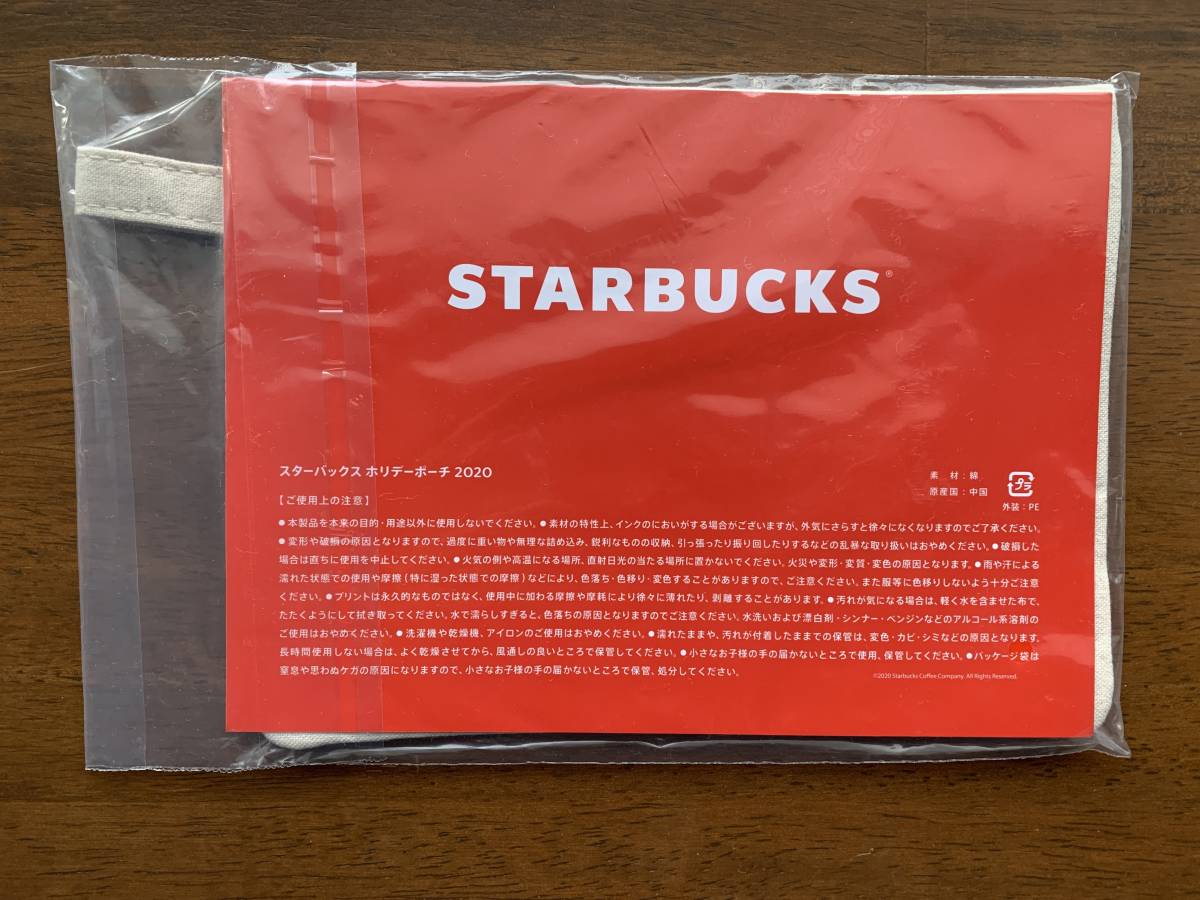 STARBUCKS®
スターバックス ホリデーポーチ 2020
素 材：綿
原産国：中国
プラ
外装：PE
【ご使用上の注意】
●本製品を本来の目的・用途以外に使用しないでください。●素材の特性上、インクのにおいがする場合がございますが、外気にさらすと徐々になくなりますのでご了承ください。
●変形や破損の原因となりますので、過度に重い物や無理な詰め込み、鋭利なものの収納、引っ張ったり振り回したりするなどの乱暴な取り扱いはおやめください。●破損した
場合は直ちに使用を中止してください。●火気の側や高温になる場所、直射日光の当たる場所に置かないでください。火災や変形・変質・変色の原因となります。●雨や汗による
濡れた状態での使用や摩擦（特に湿った状態での摩擦）などにより、色落ち・色移り・変色することがありますので、ご注意ください。また服等に色移りしないよう十分ご注意
ください。●プリントは永久的なものではなく、使用中に加わる摩擦や摩耗により徐々に薄れたり、剥離することがあります。●汚れが気になる場合は、軽く水を含ませた布で、
たたくようにして拭き取ってください。水で濡らしすぎると、色落ちの原因となりますのでご注意ください。水洗いおよび漂白剤・シンナー・ベンジンなどのアルコール系溶剤の
ご使用はおやめください。●洗濯機や乾燥機、アイロンのご使用はおやめください。●濡れたままや、汚れが付着したままでの保管は、変色・カビ・シミなどの原因となります。
長時間使用しない場合は、よく乾燥させてから、風通しの良いところで保管してください。●小さなお子様の手の届かないところで使用、保管してください。●パッケージ袋は
窒息や思わぬケガの原因になりますので、小さなお子様の手の届かないところで保管、処分してください。
©2020 Starbucks Coffee Company. All Rights Reserved.